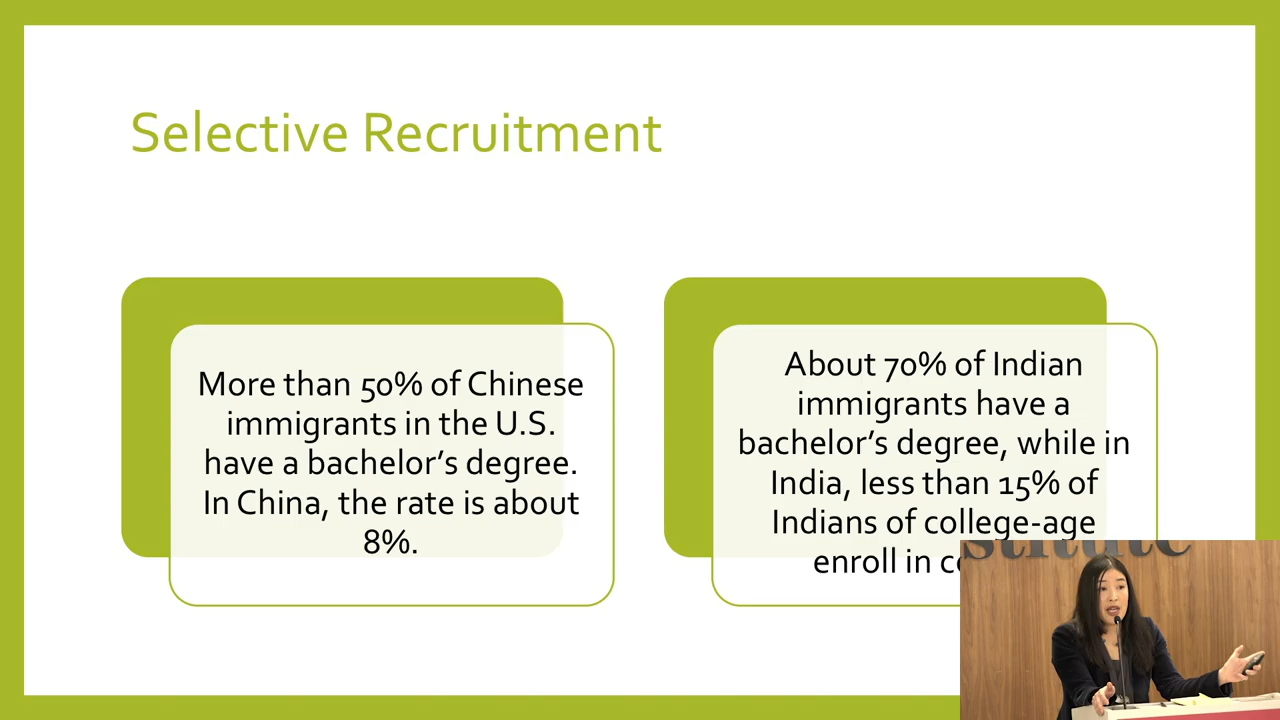 Selective Recruitment
More than 50% of Chinese
immigrants in the U.S.
have a bachelor's degree.
In China, the rate is about
8%.
About 70% of Indian
immigrants have a
bachelor's degree, while in
India, less than 15% of
Indians of college-age
enroll in